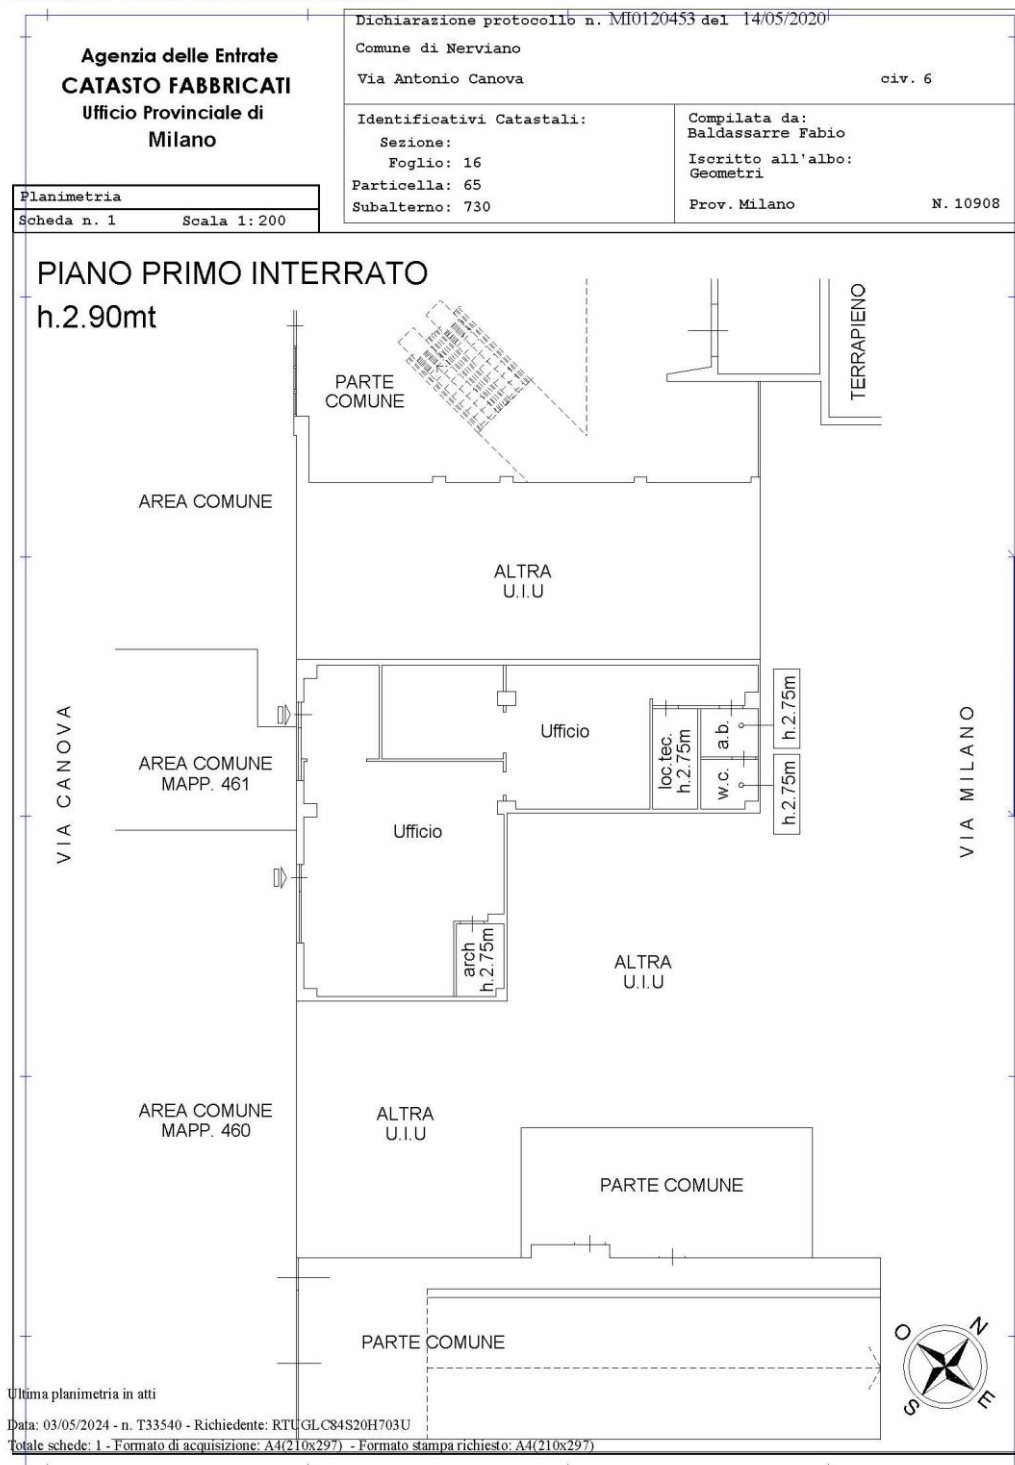 Dichiarazione protocollo n. MI0120453 del 14/05/2020
Agenzia delle Entrate
CATASTO FABBRICATI
Ufficio Provinciale di
Milano
Comune di Nerviano
Via Antonio Canova civ. 6
Identificativi Catastali:
Sezione:
Foglio: 16
Particella: 65
Subalterno: 730
Compilata da:
Baldassarre Fabio
Iscritto all'albo:
Geometri
Prov. Milano N. 10908
Planimetria
Scheda n. 1 Scala 1:200
PIANO PRIMO INTERRATO
h.2.90mt
PARTE
COMUNE
TERRAPIENO
AREA COMUNE
ALTRA
U.I.U
VIA CANOVA
AREA COMUNE
MAPP. 461
Ufficio
Ufficio
loc.tec.
h.2.75m
a.b.
w.c.
h.2.75m
h.2.75m
VIA MILANO
arch
h.2.75m
ALTRA
U.I.U
AREA COMUNE
MAPP. 460
ALTRA
U.I.U
PARTE COMUNE
PARTE COMUNE
O
N
S
E
Ultima planimetria in atti
Data: 03/05/2024 - n. T33540 - Richiedente: RTUGLC84S20H703U
Totale schede: 1 - Formato di acquisizione: A4(210x297) - Formato stampa richiesto: A4(210x297)